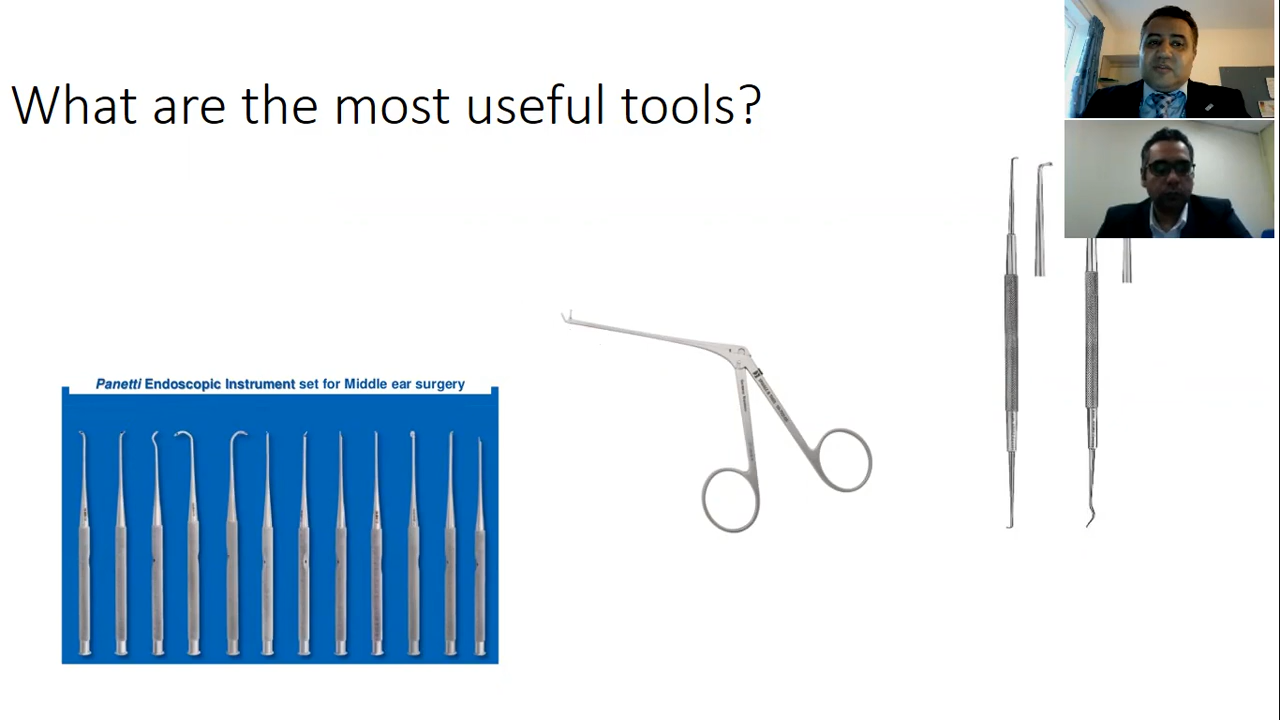 What are the most useful tools?
Panetti Endoscopic Instrument set for Middle ear surgery